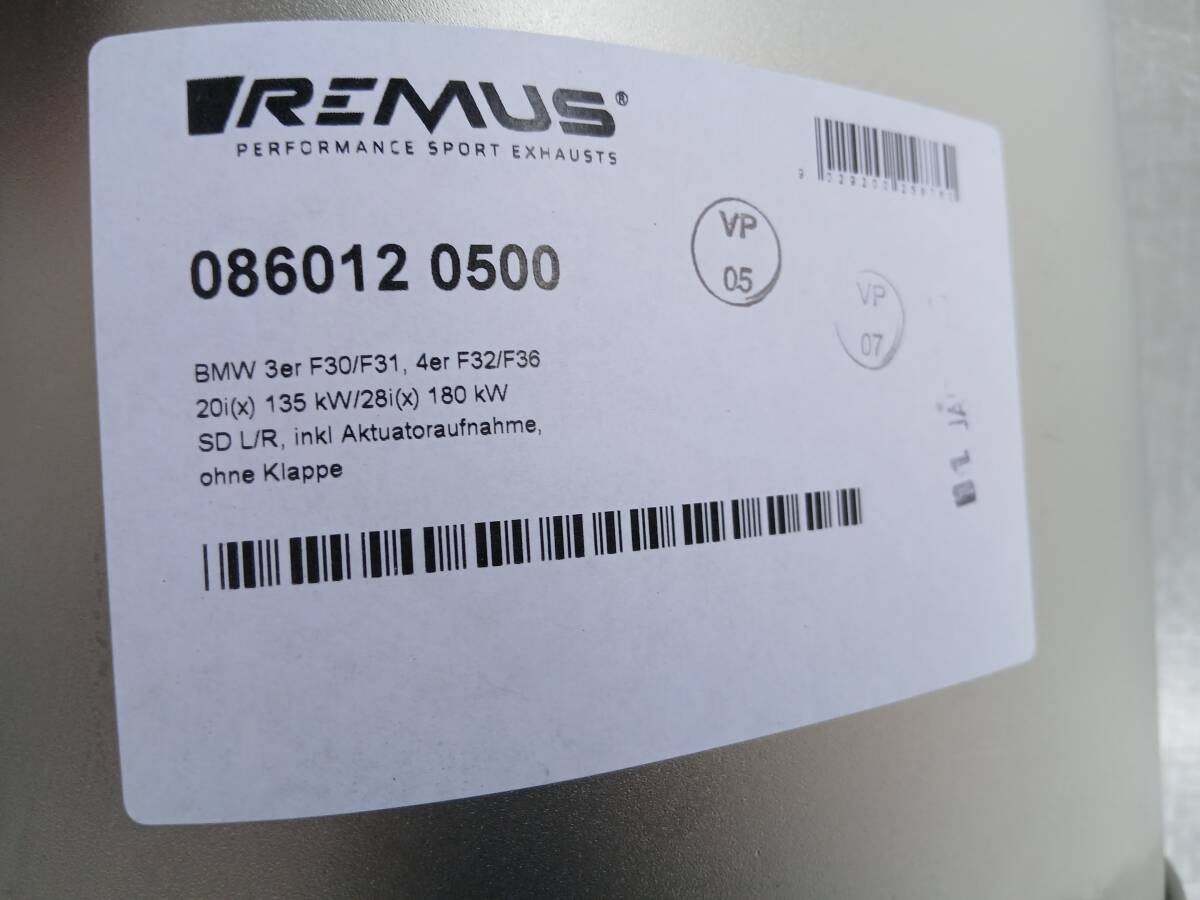 REMUS®
PERFORMANCE SPORT EXHAUSTS
086012 0500
VP
05
VP
07
BMW 3er F30/F31, 4er F32/F36
20i(x) 135 kW/28i(x) 180 kW
SD L/R, inkl Aktuatoraufnahme,
ohne Klappe